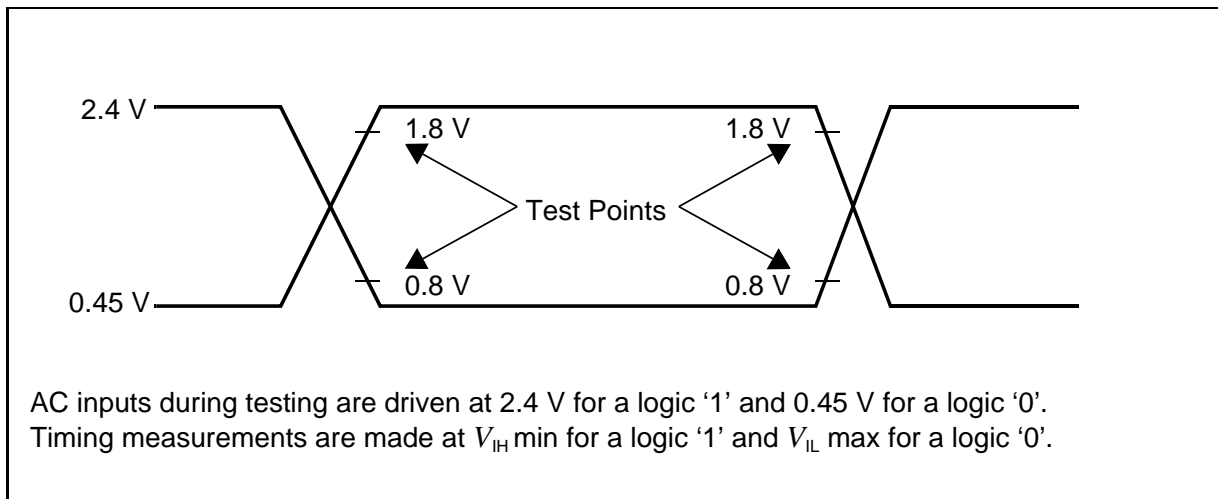 2.4 V
1.8 V 1.8 V
Test Points
0.8 V 0.8 V
0.45 V
AC inputs during testing are driven at 2.4 V for a logic ‘1’ and 0.45 V for a logic ‘0’.
Timing measurements are made at VIH min for a logic ‘1’ and VIL max for a logic ‘0’.